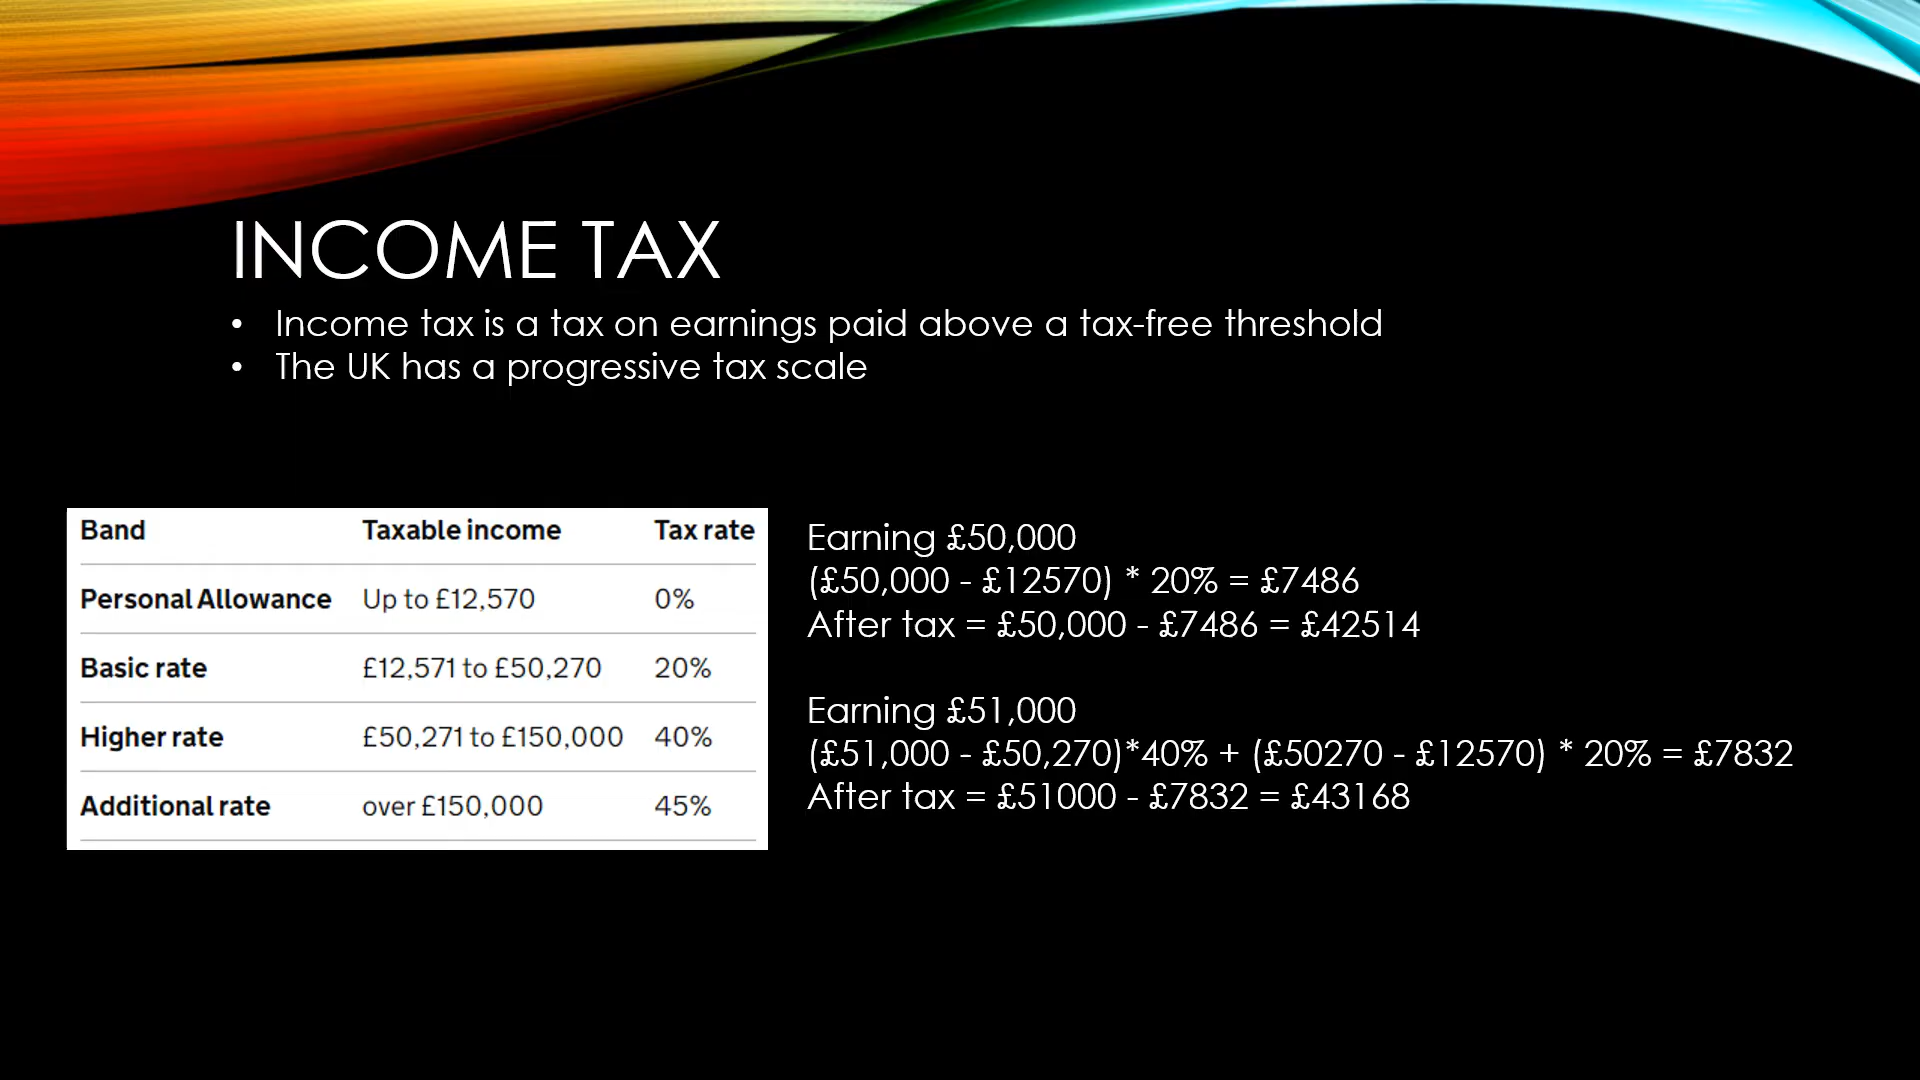 INCOME TAX
• Income tax is a tax on earnings paid above a tax-free threshold
• The UK has a progressive tax scale
Band Taxable income Tax rate
Personal Allowance Up to £12,570 0%
Basic rate £12,571 to £50,270 20%
Higher rate £50,271 to £150,000 40%
Additional rate over £150,000 45%
Earning £50,000
(£50,000 - £12570) * 20% = £7486
After tax = £50,000 - £7486 = £42514
Earning £51,000
(£51,000 - £50,270)*40% + (£50270 - £12570) * 20% = £7832
After tax = £51000 - £7832 = £43168